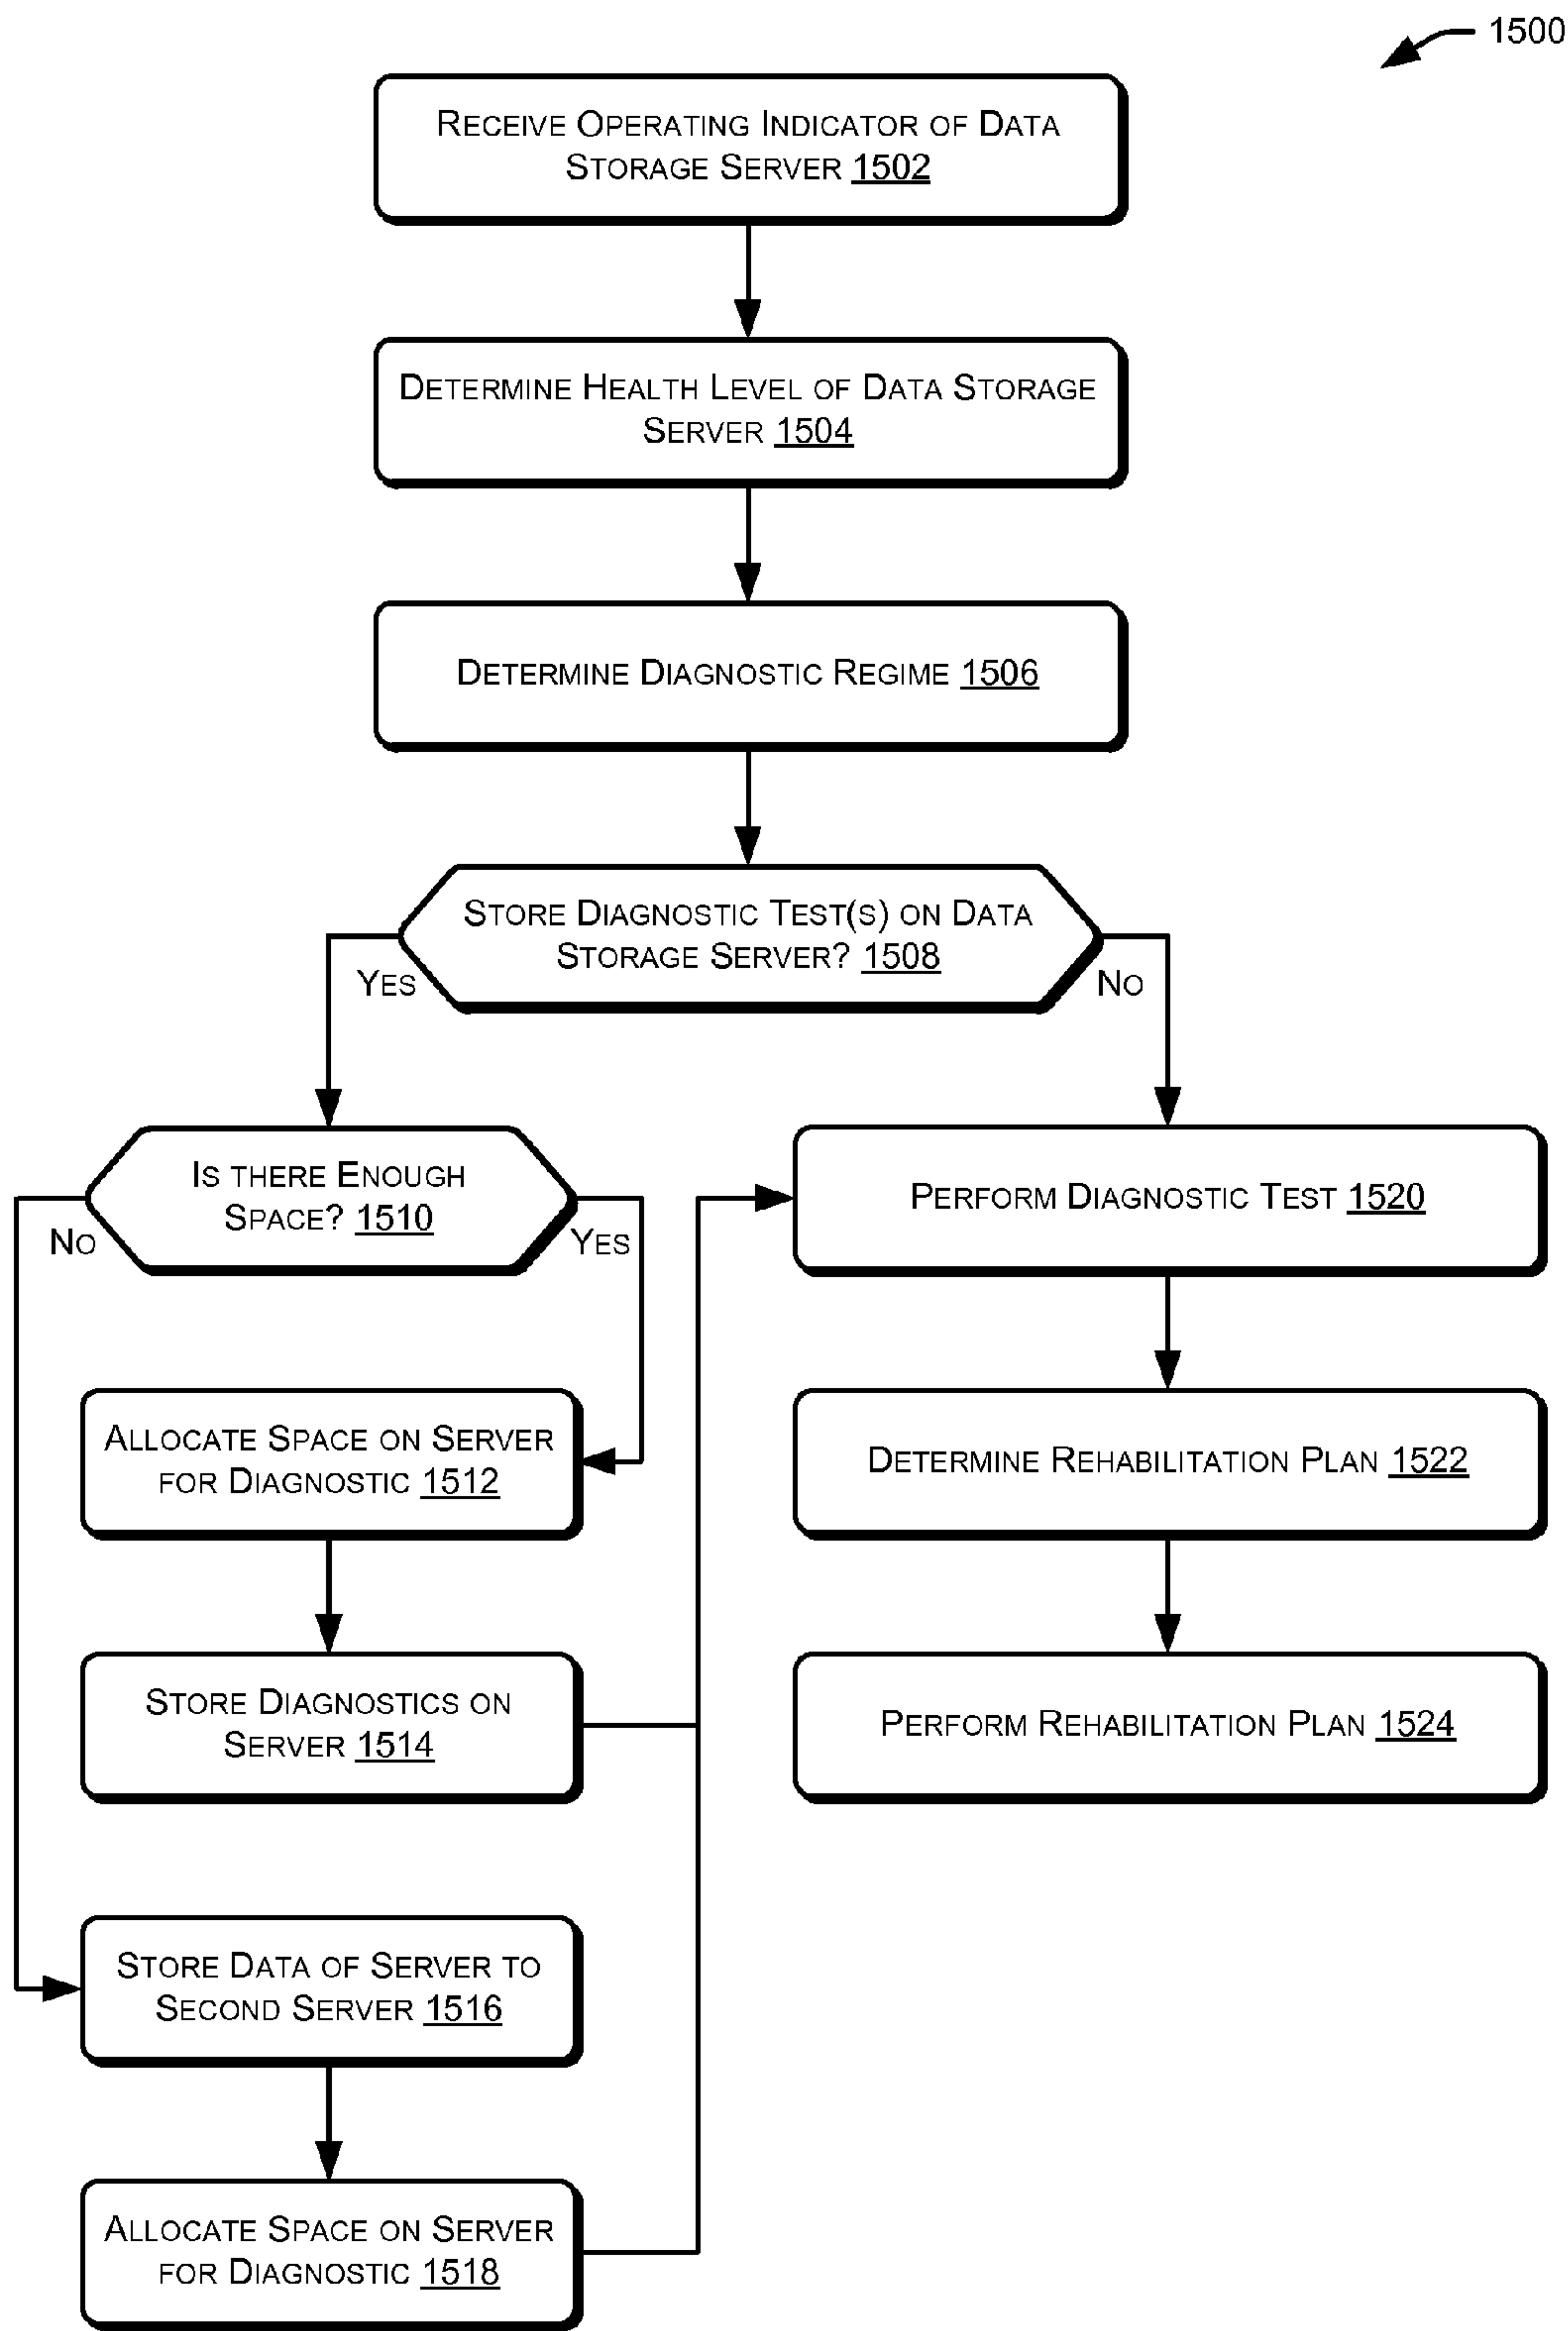 1500
RECEIVE OPERATING INDICATOR OF DATA
STORAGE SERVER 1502
DETERMINE HEALTH LEVEL OF DATA STORAGE
SERVER 1504
DETERMINE DIAGNOSTIC REGIME 1506
STORE DIAGNOSTIC TEST(S) ON DATA
STORAGE SERVER? 1508
YES
NO
IS THERE ENOUGH
SPACE? 1510
NO
YES
PERFORM DIAGNOSTIC TEST 1520
ALLOCATE SPACE ON SERVER
FOR DIAGNOSTIC 1512
DETERMINE REHABILITATION PLAN 1522
STORE DIAGNOSTICS ON
SERVER 1514
PERFORM REHABILITATION PLAN 1524
STORE DATA OF SERVER TO
SECOND SERVER 1516
ALLOCATE SPACE ON SERVER
FOR DIAGNOSTIC 1518